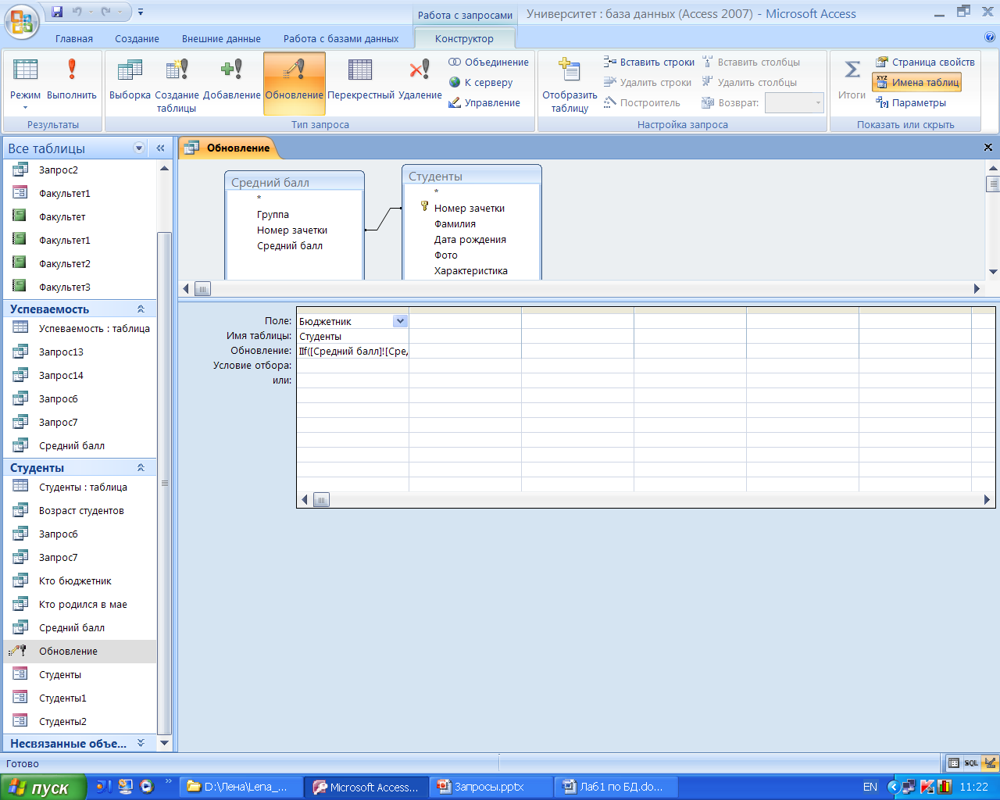 Работа с запросами
Университет : база данных (Access 2007) - Microsoft Access
Главная
Создание
Внешние данные
Работа с базами данных
Конструктор
Режим
Выполнить
Результаты
Выборка
Создание таблицы
Добавление
Обновление
Перекрестный
Удаление
Объединение
К серверу
Управление
Тип запроса
Отобразить таблицу
Вставить строки
Удалить строки
Построитель
Вставить столбцы
Удалить столбцы
Возврат:
Настройка запроса
Итоги
Страница свойств
XYZ Имена таблиц
Параметры
Показать или скрыть
Все таблицы
Запрос2
Факультет1
Факультет
Факультет1
Факультет2
Факультет3
Успеваемость
Успеваемость : таблица
Запрос13
Запрос14
Запрос6
Запрос7
Средний балл
Студенты
Студенты : таблица
Возраст студентов
Запрос6
Запрос7
Кто бюджетник
Кто родился в мае
Средний балл
Обновление
Студенты
Студенты1
Студенты2
Несвязанные объе...
Обновление
Средний балл
*
Группа
Номер зачетки
Средний балл
Студенты
*
Номер зачетки
Фамилия
Дата рождения
Фото
Характеристика
Поле: Бюджетник
Имя таблицы: Студенты
Обновление: IIf([Средний балл]![Сре,
Условие отбора:
или:
Готово
SQL
пуск
D:\Лена\Lena_...
Microsoft Access...
Запросы.pptx
Лаб1 по БД.do...
EN
11:22